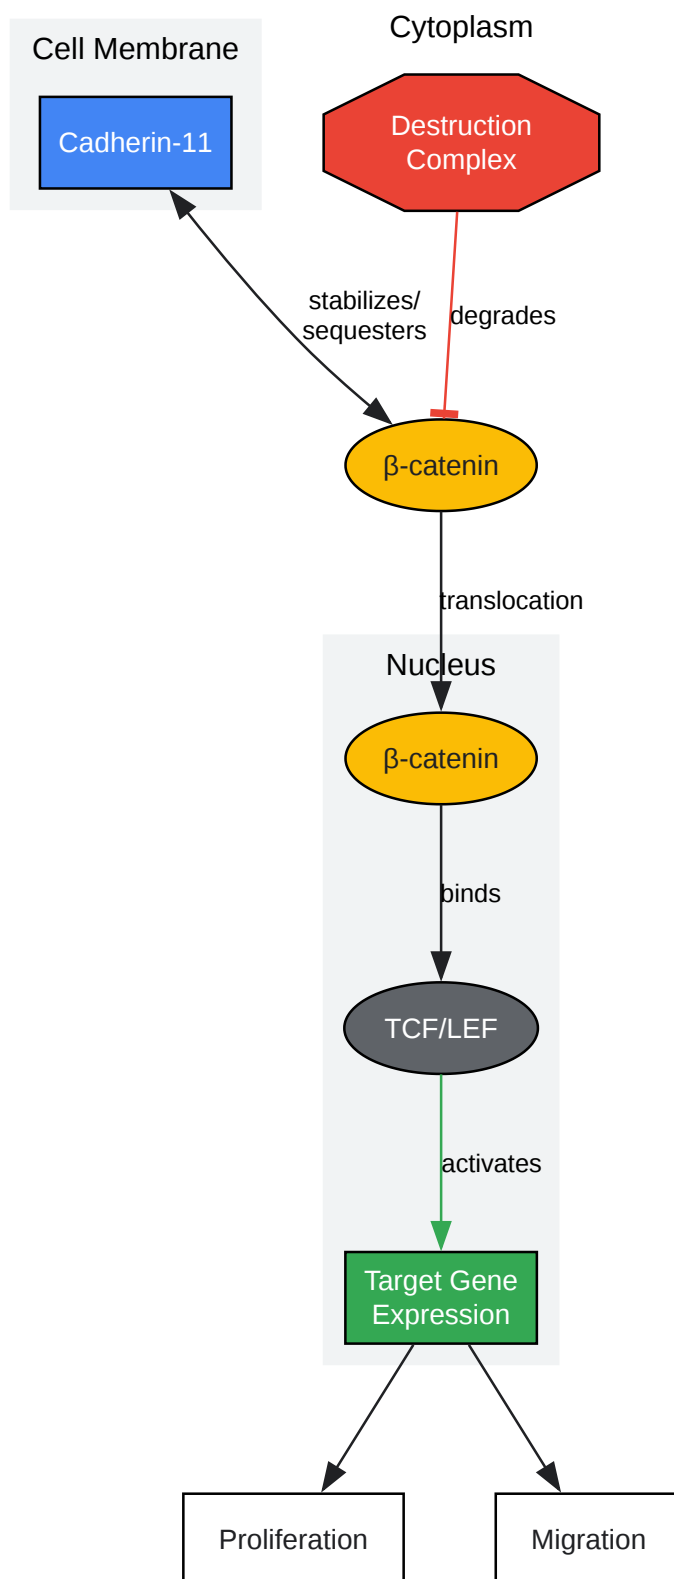 Cytoplasm
Cell Membrane
Cadherin-11
Destruction
Complex
stabilizes/
sequesters
degrades
β-catenin
translocation
Nucleus
β-catenin
binds
TCF/LEF
activates
Target Gene
Expression
Proliferation
Migration